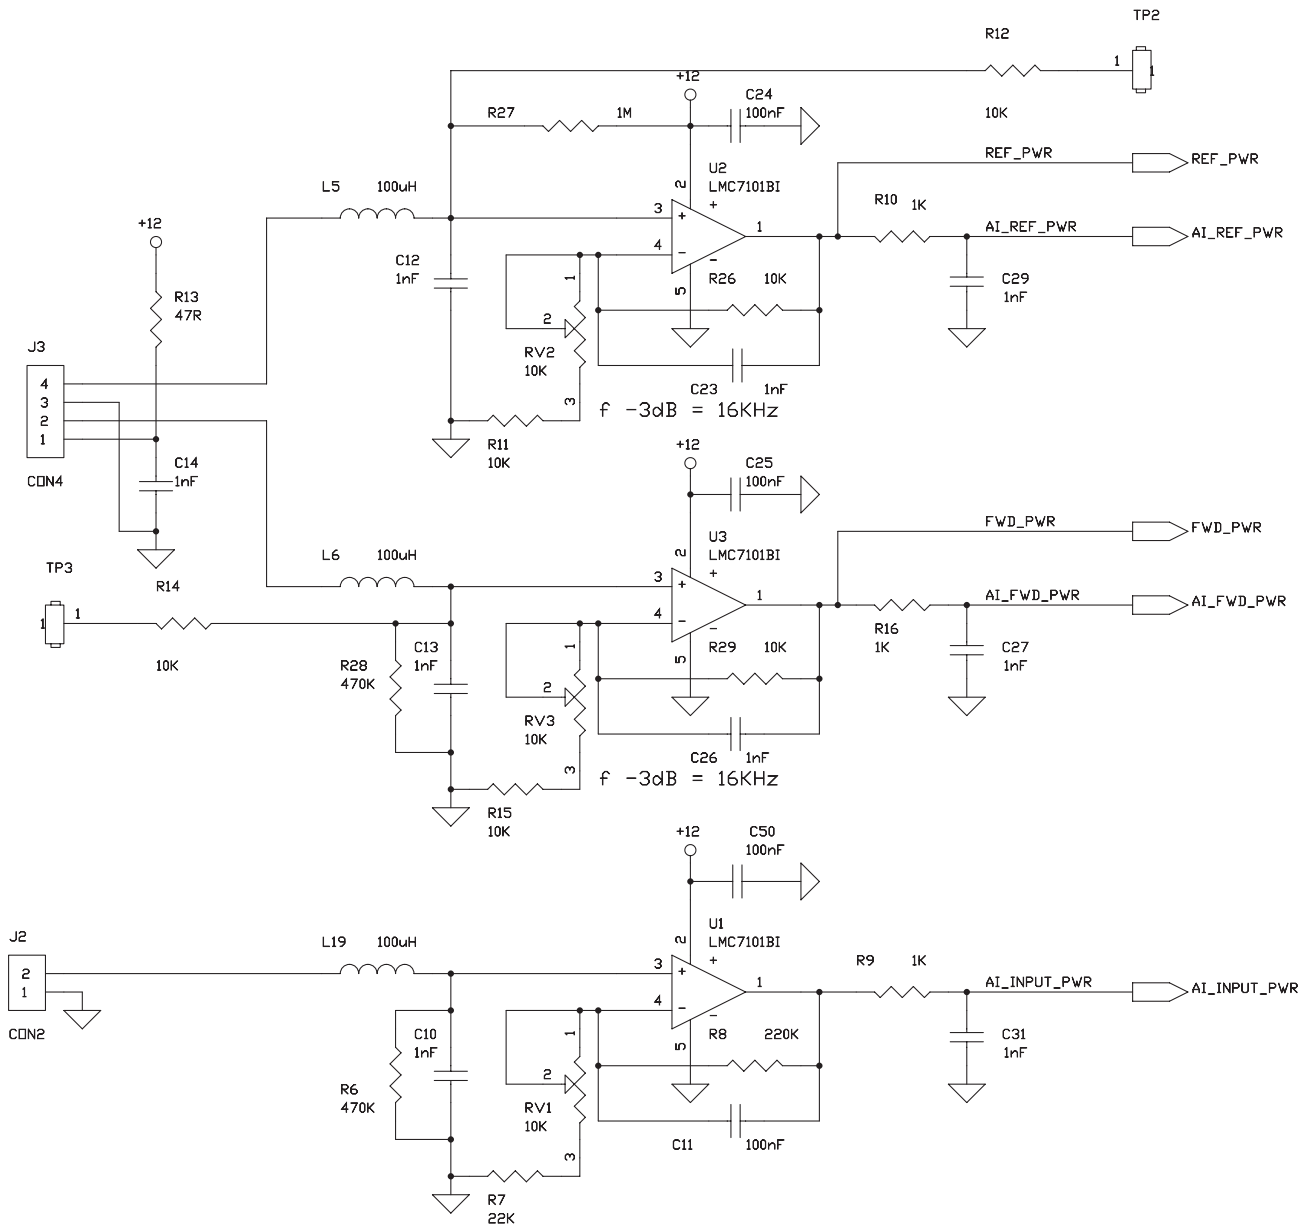 TP2
R12
1
1
10K
+12
C24
100nF
R27
1M
REF_PWR
REF_PWR
U2
LMC7101BI
2
+
L5
100uH
3
+
R10
1K
1
AI_REF_PWR
AI_REF_PWR
4
-
-
+12
C12
1nF
1
R26
10K
C29
1nF
5
R13
47R
2
RV2
10K
J3
4
3
2
1
CON4
3
C23
1nF
f -3dB = 16KHz
R11
10K
+12
C25
100nF
C14
1nF
FWD_PWR
FWD_PWR
U3
LMC7101BI
2
+
L6
100uH
TP3
R14
3
+
1
AI_FWD_PWR
AI_FWD_PWR
1
1
4
-
-
R16
1K
10K
R28
470K
C13
1nF
1
R29
10K
C27
1nF
5
2
RV3
10K
3
C26
1nF
f -3dB = 16KHz
R15
10K
+12
C50
100nF
U1
LMC7101BI
2
+
J2
L19
100uH
R9
1K
2
1
CON2
3
+
1
AI_INPUT_PWR
AI_INPUT_PWR
4
-
-
C10
1nF
1
R8
220K
C31
1nF
5
R6
470K
2
RV1
10K
C11
100nF
3
R7
22K